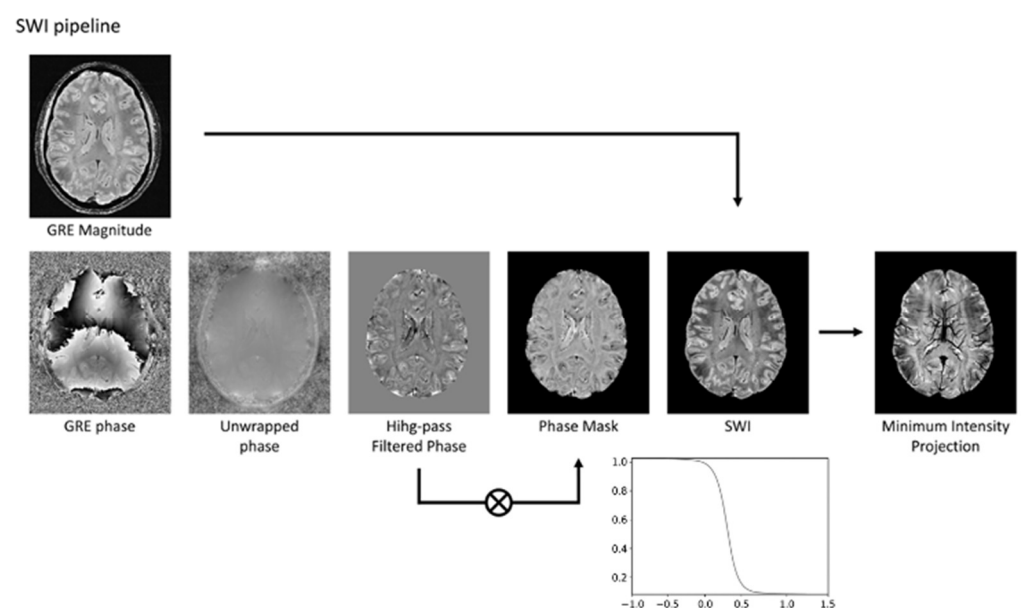 SWI pipeline
GRE Magnitude
GRE phase
Unwrapped
phase
Hihg-pass
Filtered Phase
Phase Mask
SWI
Minimum Intensity
Projection
1.0
0.8
0.6
0.4
0.2
−1.0 −0.5 0.0 0.5 1.0 1.5